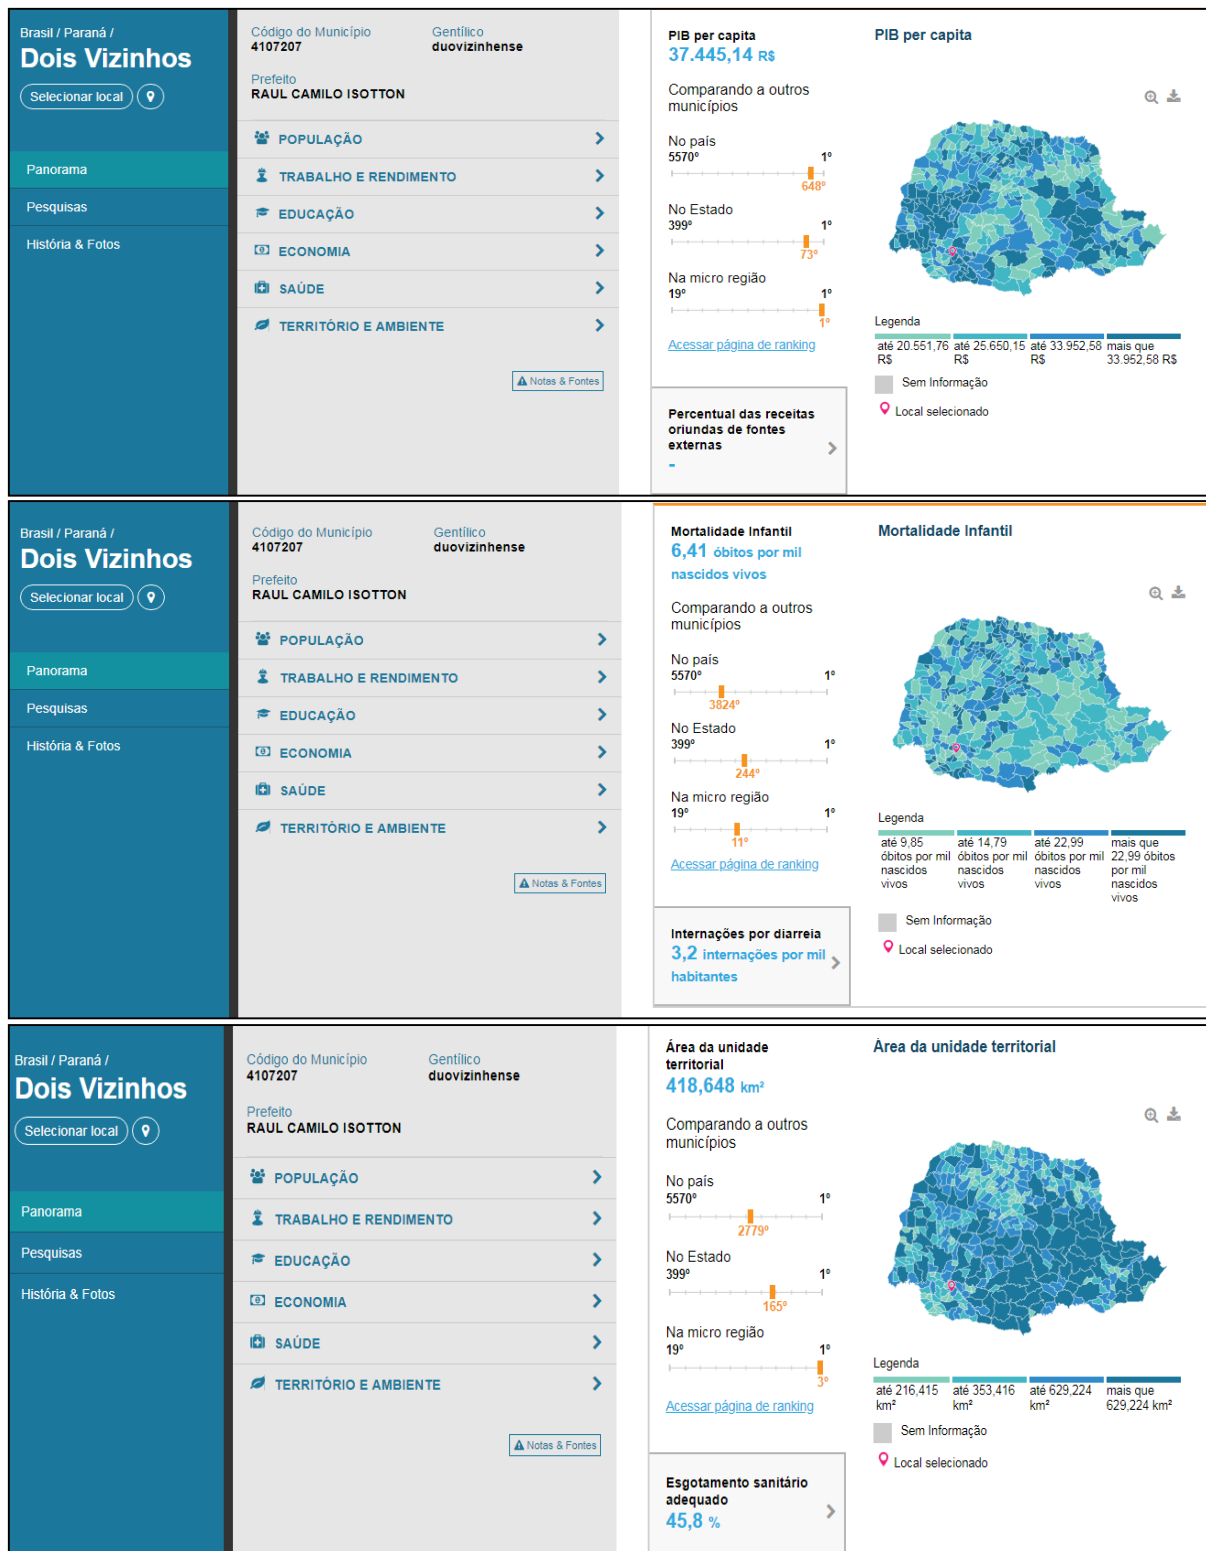 Brasil / Paraná /
Dois Vizinhos
Selecionar local
Panorama
Pesquisas
História & Fotos
Código do Município
4107207
Gentílico
duovizinhense
Prefeito
RAUL CAMILO ISOTTON
POPULAÇÃO
TRABALHO E RENDIMENTO
EDUCAÇÃO
ECONOMIA
SAÚDE
TERRITÓRIO E AMBIENTE
Notas & Fontes
PIB per capita
37.445,14 R$
Comparando a outros
municípios
No país
5570º 1º
648º
No Estado
399º 1º
73º
Na micro região
19º 1º
1º
Acessar página de ranking
Percentual das receitas
oriundas de fontes
externas
-
PIB per capita
Legenda
até 20.551,76 R$
até 25.650,15 R$
até 33.952,58 R$
mais que 33.952,58 R$
Sem Informação
Local selecionado
Brasil / Paraná /
Dois Vizinhos
Selecionar local
Panorama
Pesquisas
História & Fotos
Código do Município
4107207
Gentílico
duovizinhense
Prefeito
RAUL CAMILO ISOTTON
POPULAÇÃO
TRABALHO E RENDIMENTO
EDUCAÇÃO
ECONOMIA
SAÚDE
TERRITÓRIO E AMBIENTE
Notas & Fontes
Mortalidade Infantil
6,41 óbitos por mil
nascidos vivos
Comparando a outros
municípios
No país
5570º 1º
3824º
No Estado
399º 1º
244º
Na micro região
19º 1º
11º
Acessar página de ranking
Internações por diarreia
3,2 internações por mil
habitantes
Mortalidade Infantil
Legenda
até 9,85 óbitos por mil nascidos vivos
até 14,79 óbitos por mil nascidos vivos
até 22,99 óbitos por mil nascidos vivos
mais que 22,99 óbitos por mil nascidos vivos
Sem Informação
Local selecionado
Brasil / Paraná /
Dois Vizinhos
Selecionar local
Panorama
Pesquisas
História & Fotos
Código do Município
4107207
Gentílico
duovizinhense
Prefeito
RAUL CAMILO ISOTTON
POPULAÇÃO
TRABALHO E RENDIMENTO
EDUCAÇÃO
ECONOMIA
SAÚDE
TERRITÓRIO E AMBIENTE
Notas & Fontes
Área da unidade
territorial
418,648 km²
Comparando a outros
municípios
No país
5570º 1º
2779º
No Estado
399º 1º
165º
Na micro região
19º 1º
3º
Acessar página de ranking
Esgotamento sanitário
adequado
45,8 %
Área da unidade territorial
Legenda
até 216,415 km²
até 353,416 km²
até 629,224 km²
mais que 629,224 km²
Sem Informação
Local selecionado